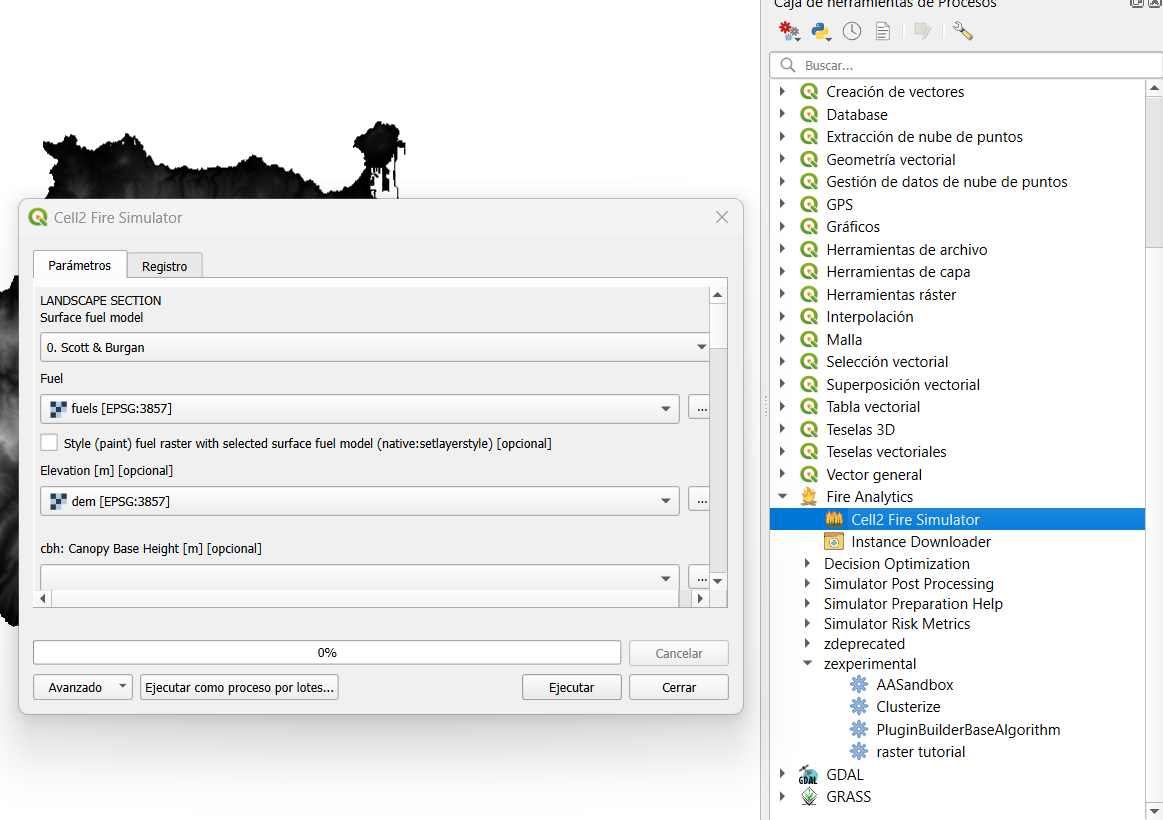 Caja de herramientas de Procesos
Buscar...
Creación de vectores
Database
Extracción de nube de puntos
Geometría vectorial
Gestión de datos de nube de puntos
GPS
Gráficos
Herramientas de archivo
Herramientas de capa
Herramientas ráster
Interpolación
Malla
Selección vectorial
Superposición vectorial
Tabla vectorial
Teselas 3D
Teselas vectoriales
Vector general
Fire Analytics
Cell2 Fire Simulator
Instance Downloader
Decision Optimization
Simulator Post Processing
Simulator Preparation Help
Simulator Risk Metrics
zdeprecated
zexperimental
AASandbox
Clusterize
PluginBuilderBaseAlgorithm
raster tutorial
GDAL
GRASS
Cell2 Fire Simulator
Parámetros Registro
LANDSCAPE SECTION
Surface fuel model
0. Scott & Burgan
Fuel
fuels [EPSG:3857]
...
Style (paint) fuel raster with selected surface fuel model (native:setlayerstyle) [optional]
Elevation [m] [opcional]
dem [EPSG:3857]
...
cbh: Canopy Base Height [m] [opcional]
...
0%
Cancelar
Avanzado Ejecutar como proceso por lotes... Ejecutar Cerrar